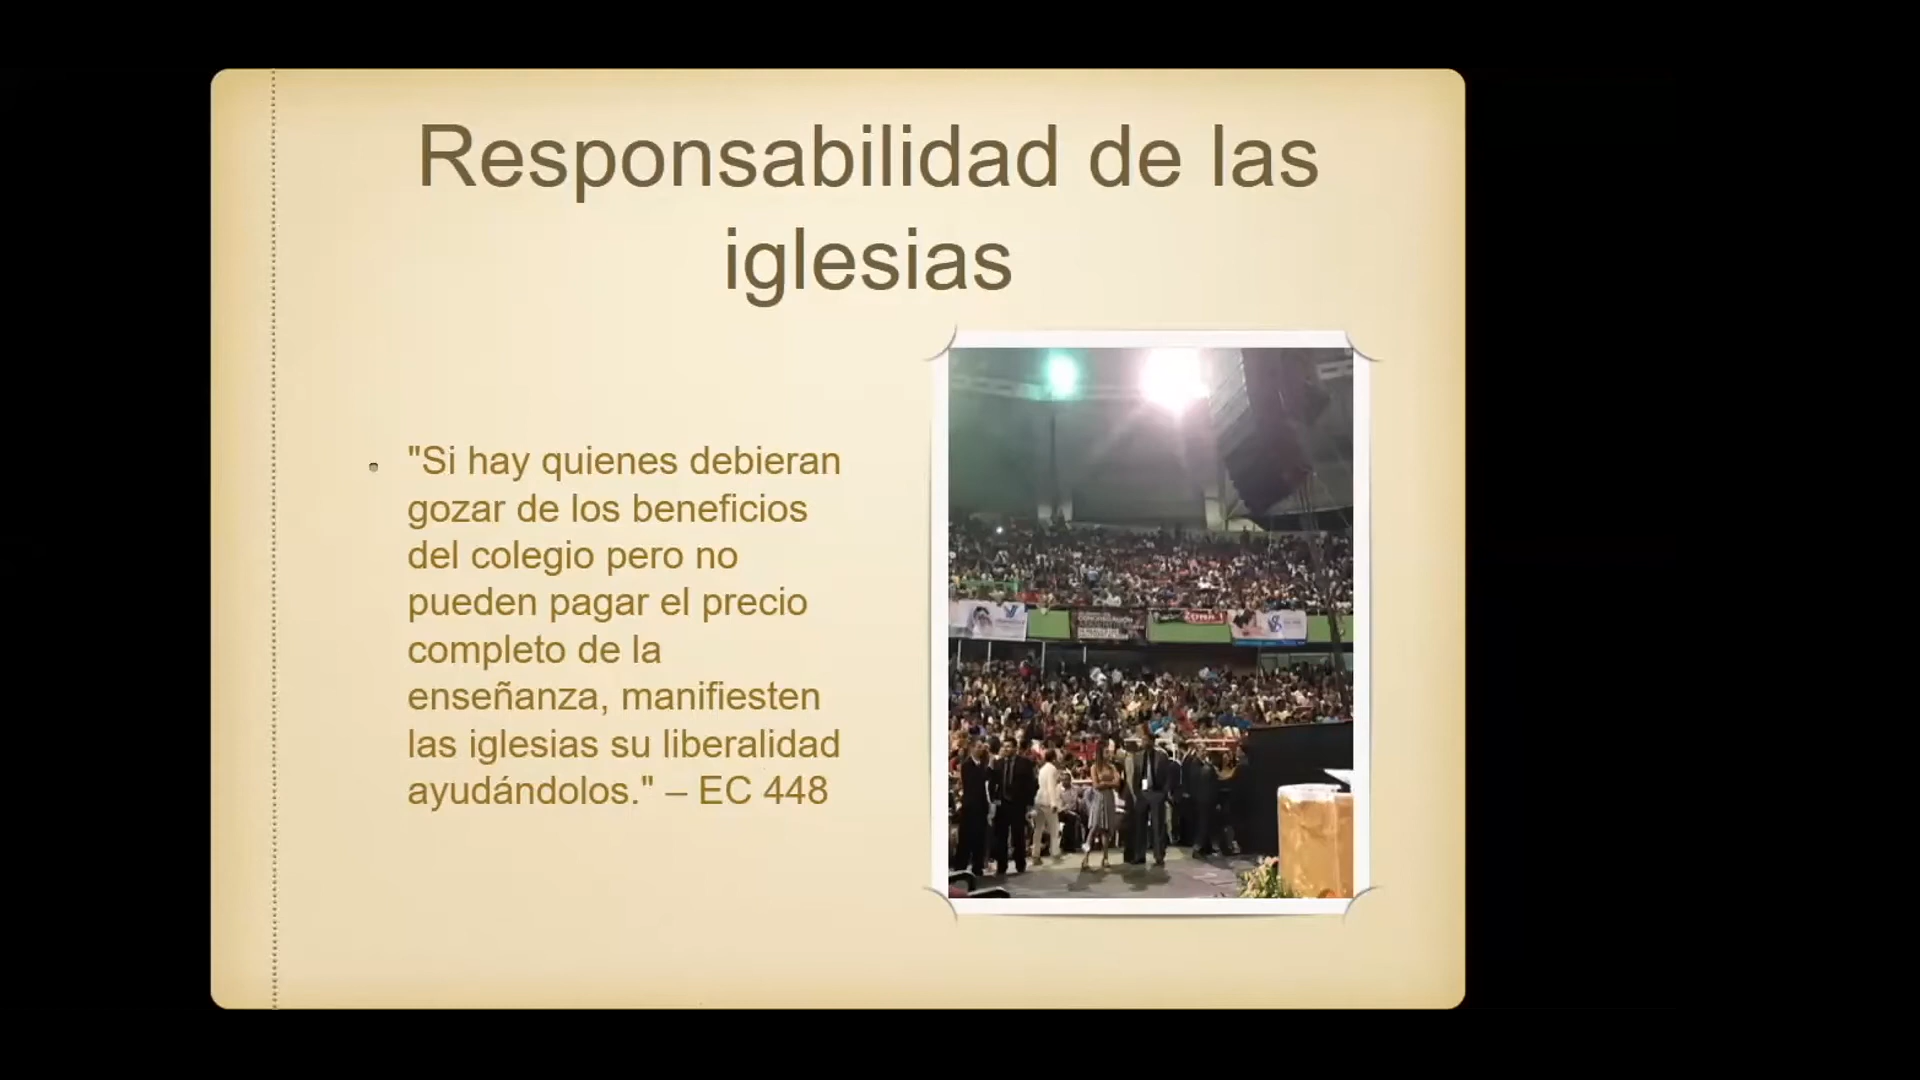 Responsabilidad de las
iglesias
"Si hay quienes debieran
gozar de los beneficios
del colegio pero no
pueden pagar el precio
completo de la
enseñanza, manifiesten
las iglesias su liberalidad
ayudándolos." – EC 448